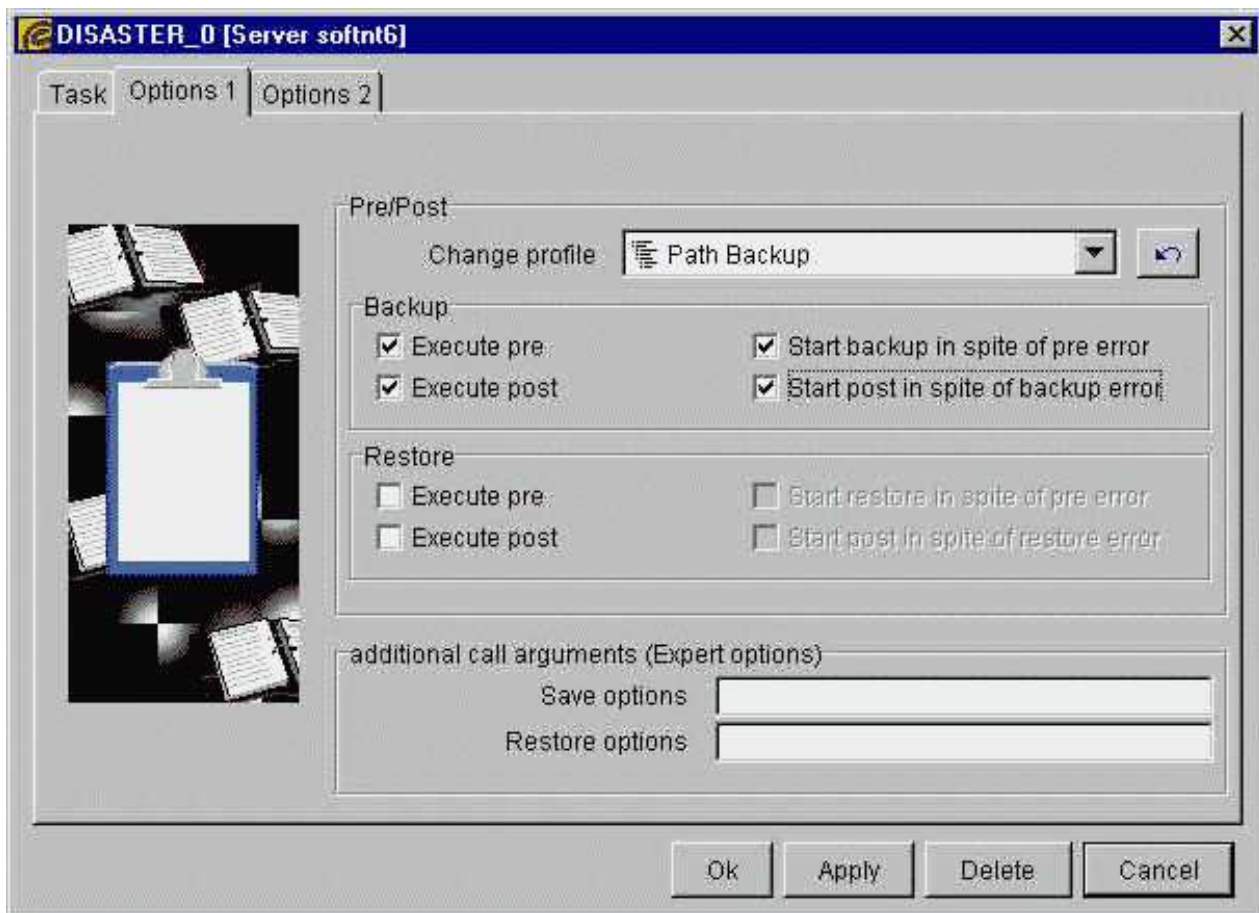 DISASTER_0 [Server softnt6]
Task
Options 1
Options 2
Pre/Post
Change profile
Path Backup
Backup
Execute pre
Start backup in spite of pre error
Execute post
Start post in spite of backup error
Restore
Execute pre
Start restore in spite of pre error
Execute post
Start post in spite of restore error
additional call arguments (Expert options)
Save options
Restore options
Ok
Apply
Delete
Cancel